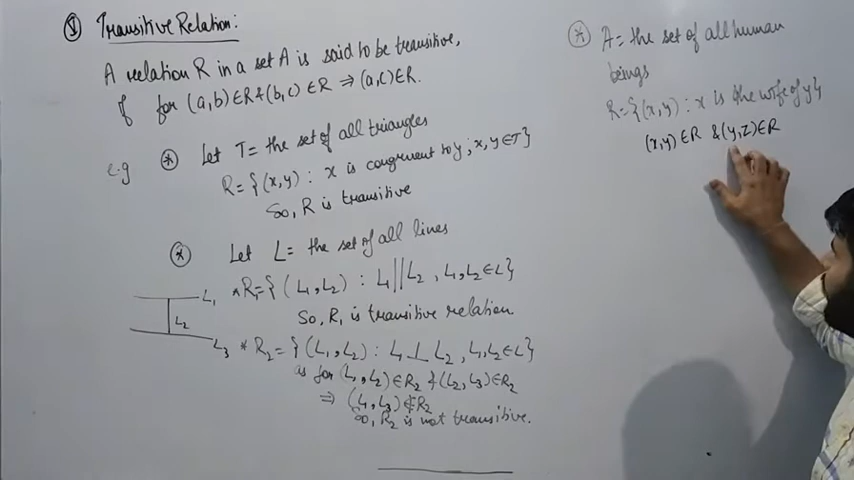 ⑤ Transitive Relation:
A relation R in a set A is said to be transitive,
if for (a,b)∈R & (b,c)∈R ⇒ (a,c)∈R.
e.g ⊛ Let T= the set of all triangles
R={(x,y) : x is congruent to y ; x,y∈T}
So, R is transitive
⊛ Let L= the set of all lines
*R₁={(L₁,L₂) : L₁||L₂, L₁,L₂∈L}
So, R₁ is transitive relation.
L₁
L₂
L₃
*R₂={(L₁,L₂) : L₁⊥L₂, L₁,L₂∈L}
as for (L₁,L₂)∈R₂ & (L₂,L₃)∈R₂
⇒ (L₁,L₃)∉R₂
So, R₂ is not transitive.
⊛ A= the set of all human
beings
R={(x,y) : x is the wife of y}
(x,y)∈R &(y,z)∈R